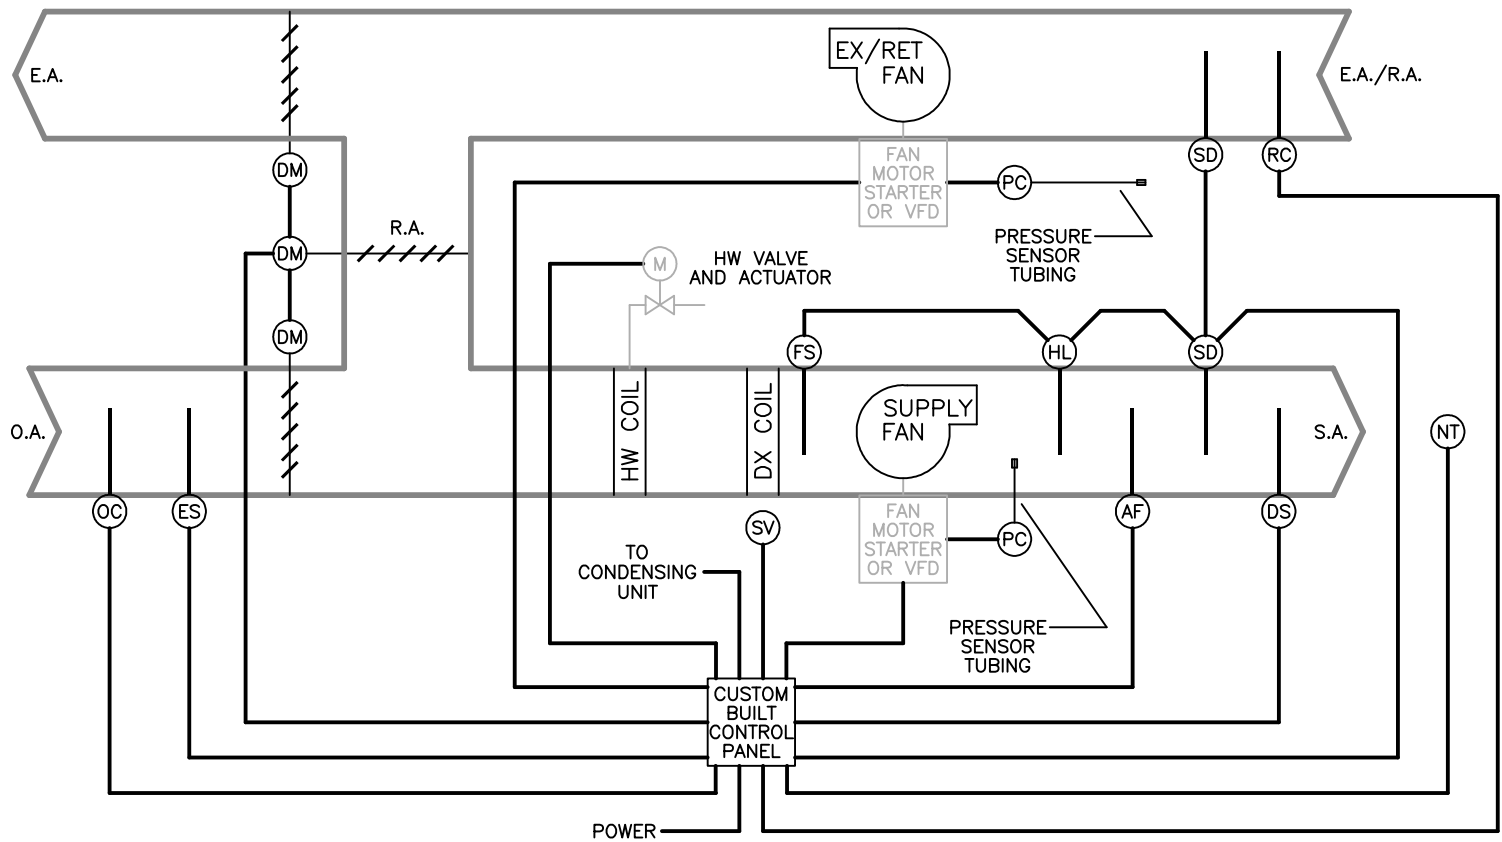 EX/RET
FAN
E.A.
E.A./R.A.
FAN
MOTOR
STARTER
OR VFD
SD
RC
DM
PC
R.A.
PRESSURE
SENSOR
TUBING
DM
M
HW VALVE
AND ACTUATOR
DM
FS
HL
SD
HW COIL
DX COIL
SUPPLY
FAN
O.A.
S.A.
NT
OC
ES
FAN
MOTOR
STARTER
OR VFD
SV
PC
AF
DS
TO
CONDENSING
UNIT
PRESSURE
SENSOR
TUBING
CUSTOM
BUILT
CONTROL
PANEL
POWER